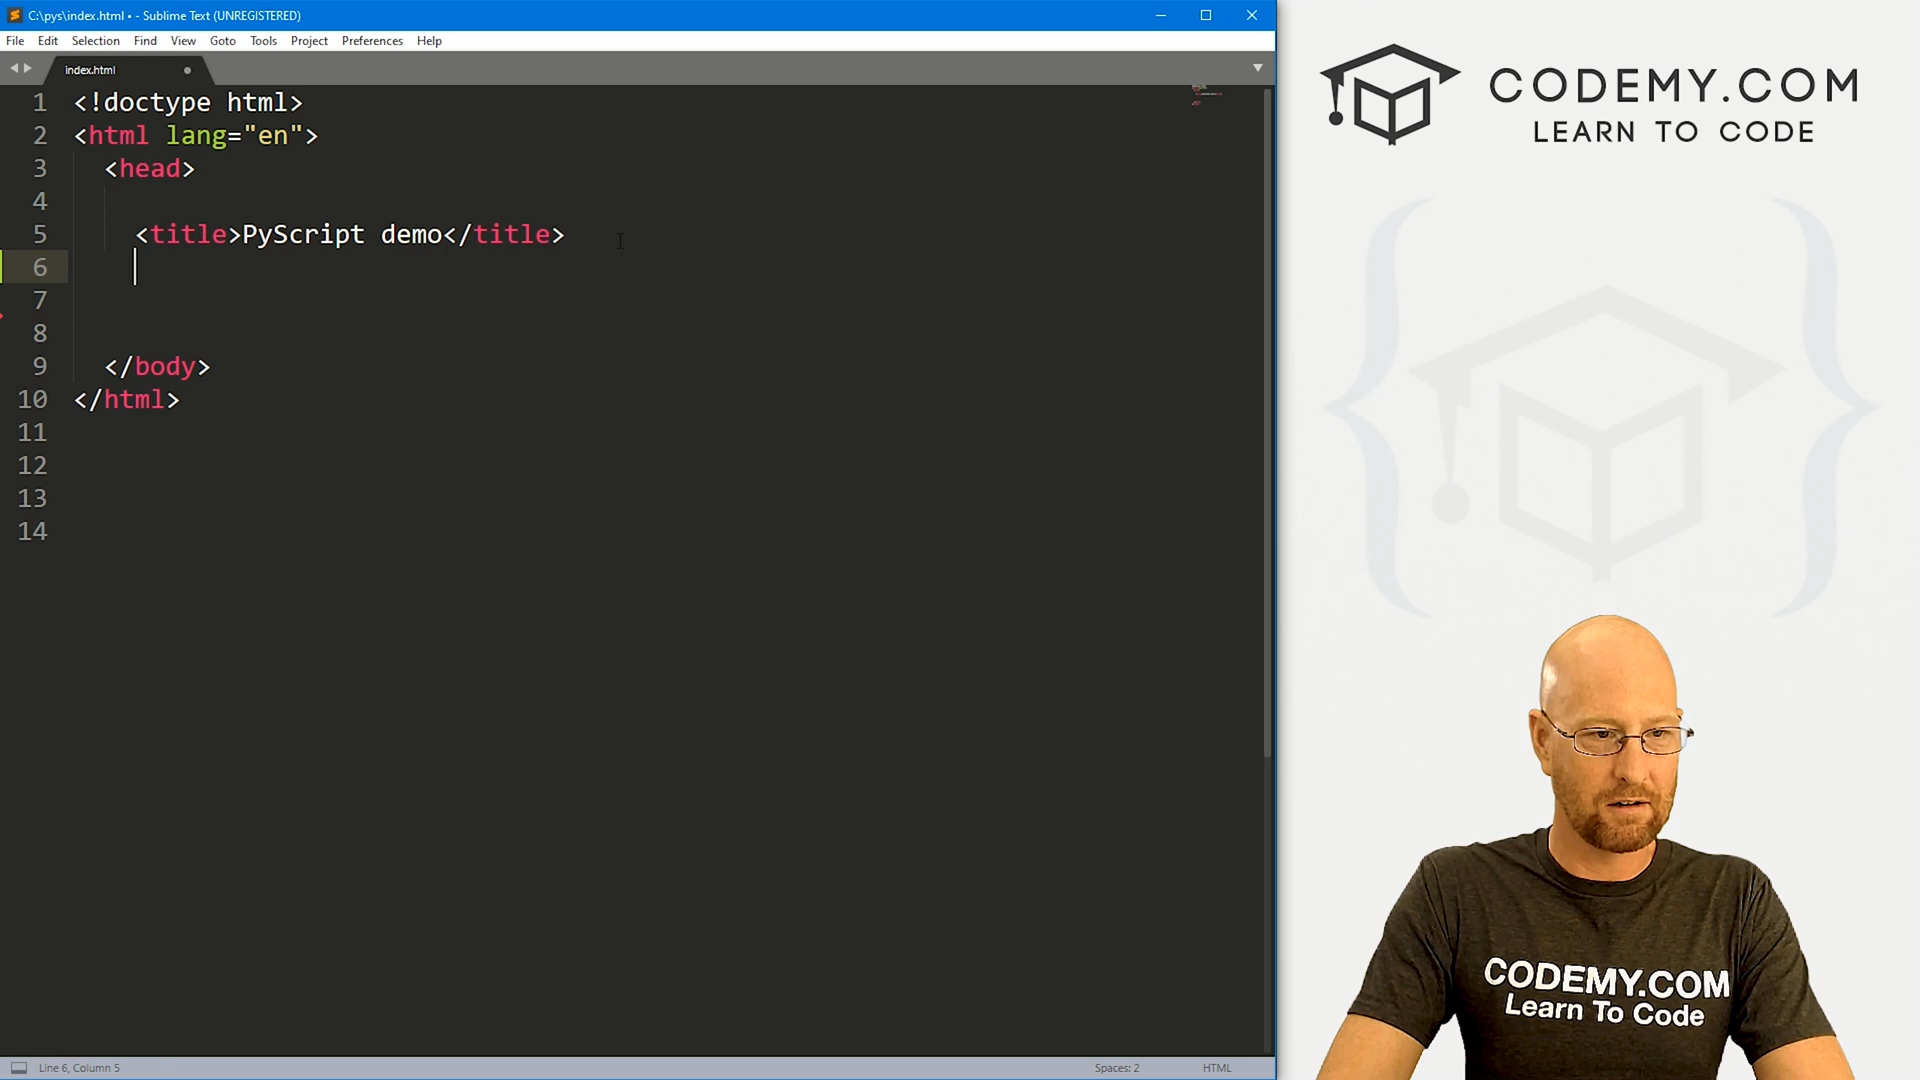 C:\pys\index.html • - Sublime Text (UNREGISTERED)
File Edit Selection Find View Goto Tools Project Preferences Help
index.html
1 <!doctype html>
2 <html lang="en">
3 <head>
4
5 <title>PyScript demo</title>
6
7
8
9 </body>
10 </html>
11
12
13
14
Line 6, Column 5
Spaces: 2
HTML
CODEMY.COM
LEARN TO CODE
CODEMY.COM
Learn To Code